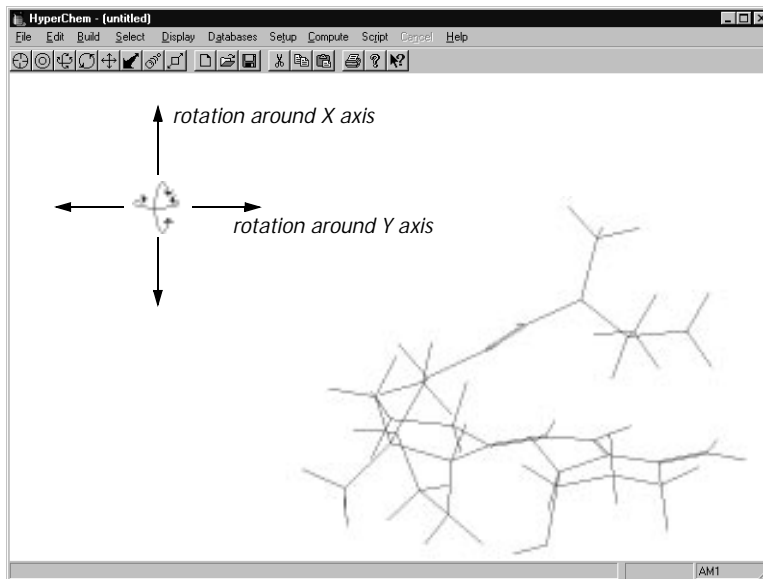 HyperChem - (untitled)
File Edit Build Select Display Databases Setup Compute Script Cancel Help
rotation around X axis
rotation around Y axis
AM1